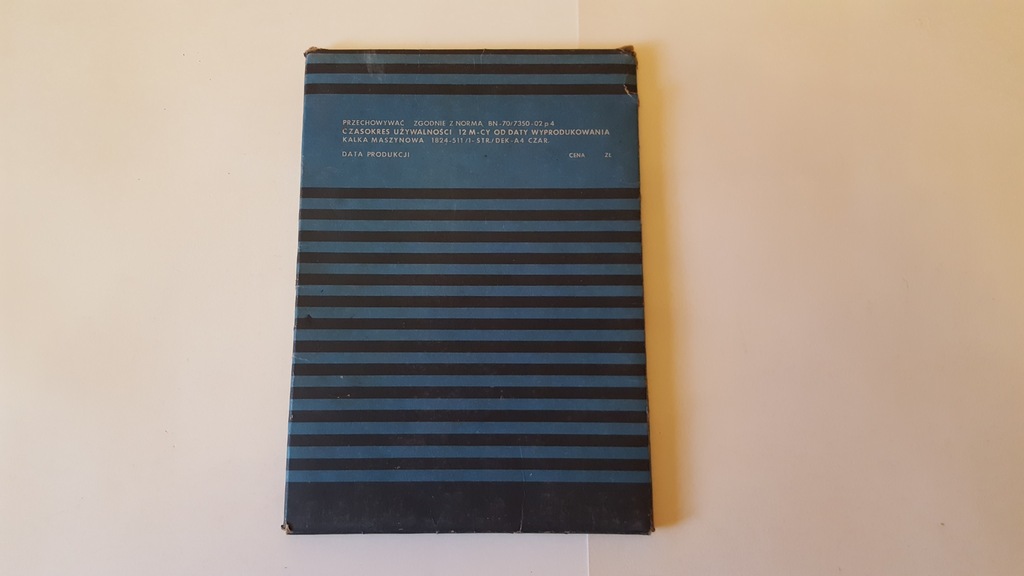 PRZECHOWYWAĆ ZGODNIE Z NORMĄ BN-70/7350-02 p 4
CZASOKRES UŻYWALNOŚCI 12 M-CY OD DATY WYPRODUKOWANIA
KALKA MASZYNOWA 1824-511/1-STR/DEK-A4 CZAR.
DATA PRODUKCJI CENA ZŁ